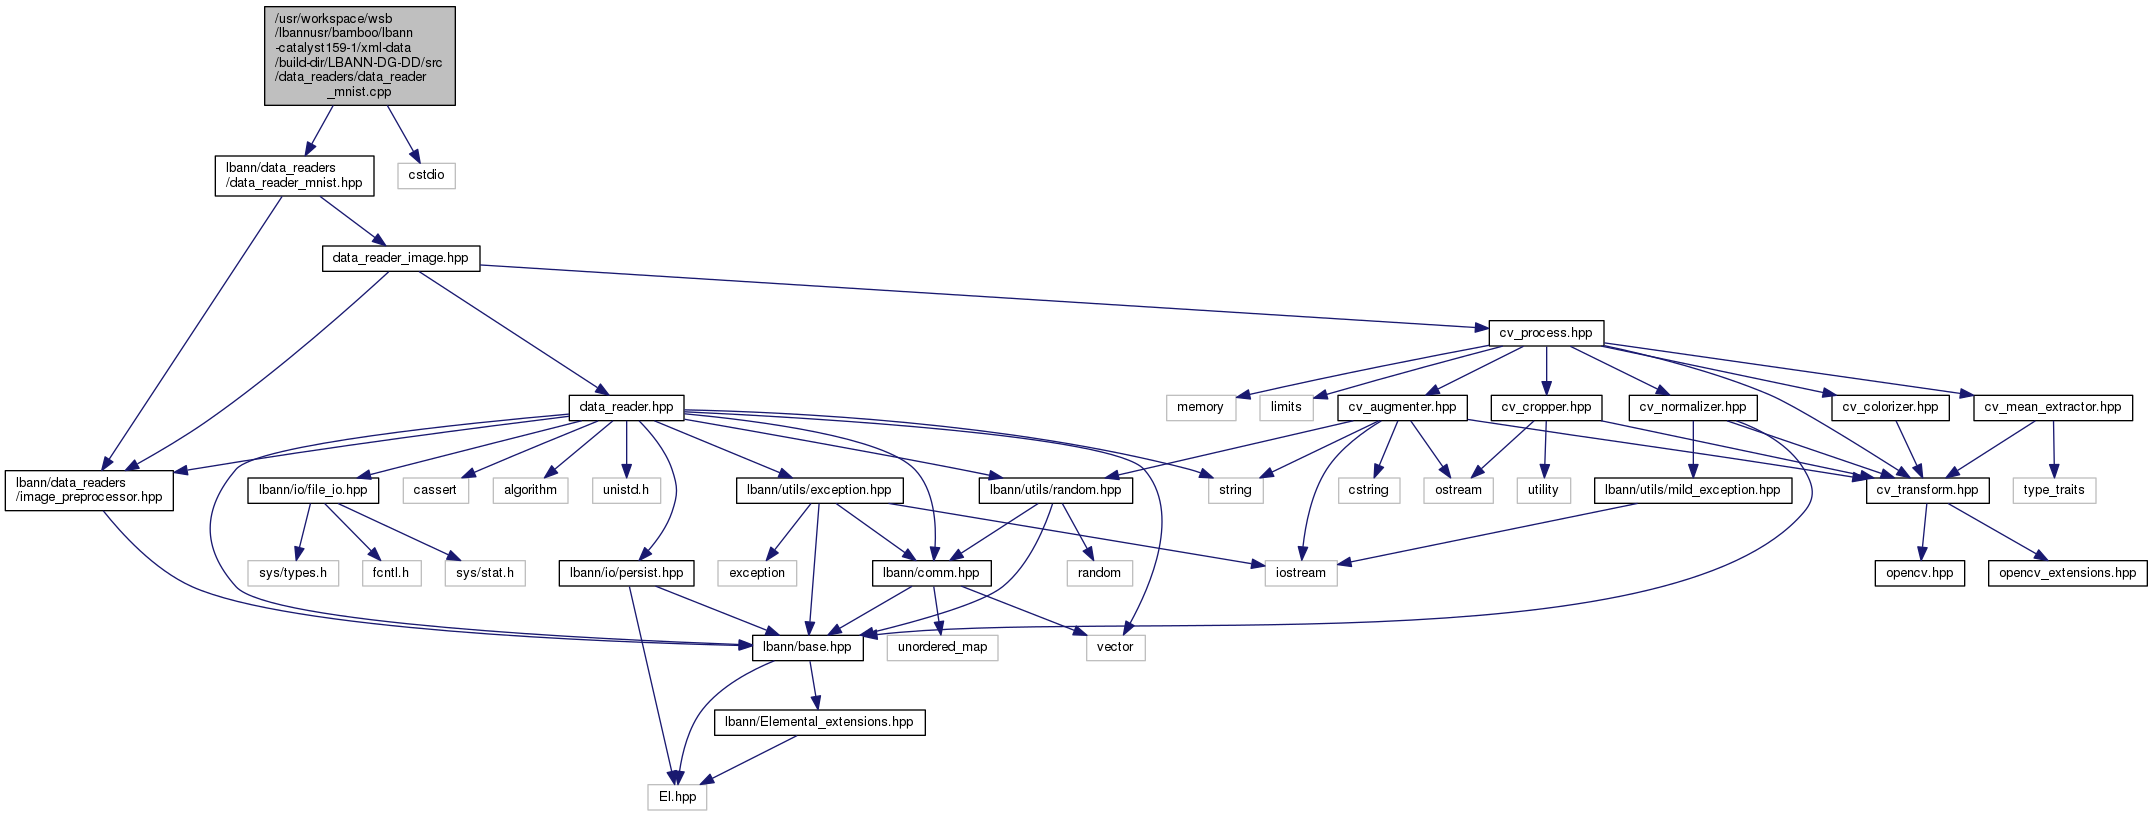 /usr/workspace/wsb
/lbannusr/bamboo/lbann
-catalyst159-1/xml-data
/build-dir/LBANN-DG-DD/src
/data_readers/data_reader
_mnist.cpp
lbann/data_readers
/data_reader_mnist.hpp
cstdio
data_reader_image.hpp
cv_process.hpp
data_reader.hpp
memory
limits
cv_augmenter.hpp
cv_cropper.hpp
cv_normalizer.hpp
cv_colorizer.hpp
cv_mean_extractor.hpp
lbann/data_readers
/image_preprocessor.hpp
lbann/io/file_io.hpp
cassert
algorithm
unistd.h
lbann/utils/exception.hpp
lbann/utils/random.hpp
string
cstring
ostream
utility
lbann/utils/mild_exception.hpp
cv_transform.hpp
type_traits
sys/types.h
fcntl.h
sys/stat.h
lbann/io/persist.hpp
exception
lbann/comm.hpp
random
iostream
opencv.hpp
opencv_extensions.hpp
lbann/base.hpp
unordered_map
vector
lbann/Elemental_extensions.hpp
El.hpp